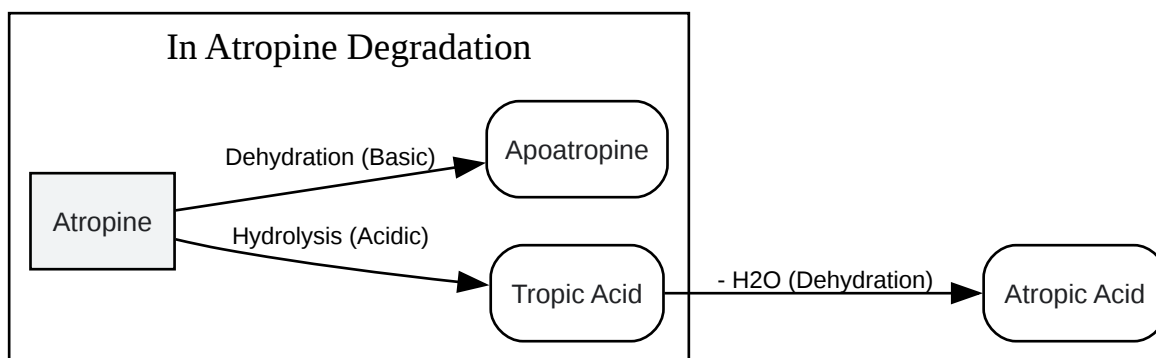 In Atropine Degradation
Dehydration (Basic)
Apoatropine
Atropine
Hydrolysis (Acidic)
Tropic Acid
- H2O (Dehydration)
Atropic Acid